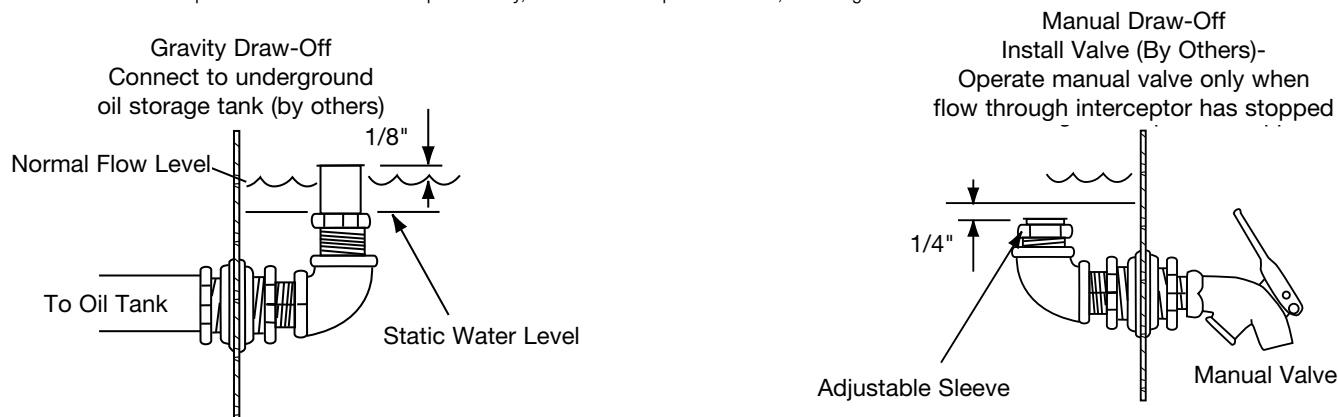 Gravity Draw-Off
Connect to underground
oil storage tank (by others)
1/8"
Normal Flow Level
To Oil Tank
Static Water Level
Manual Draw-Off
Install Valve (By Others)-
Operate manual valve only when
flow through interceptor has stopped
1/4"
Adjustable Sleeve
Manual Valve